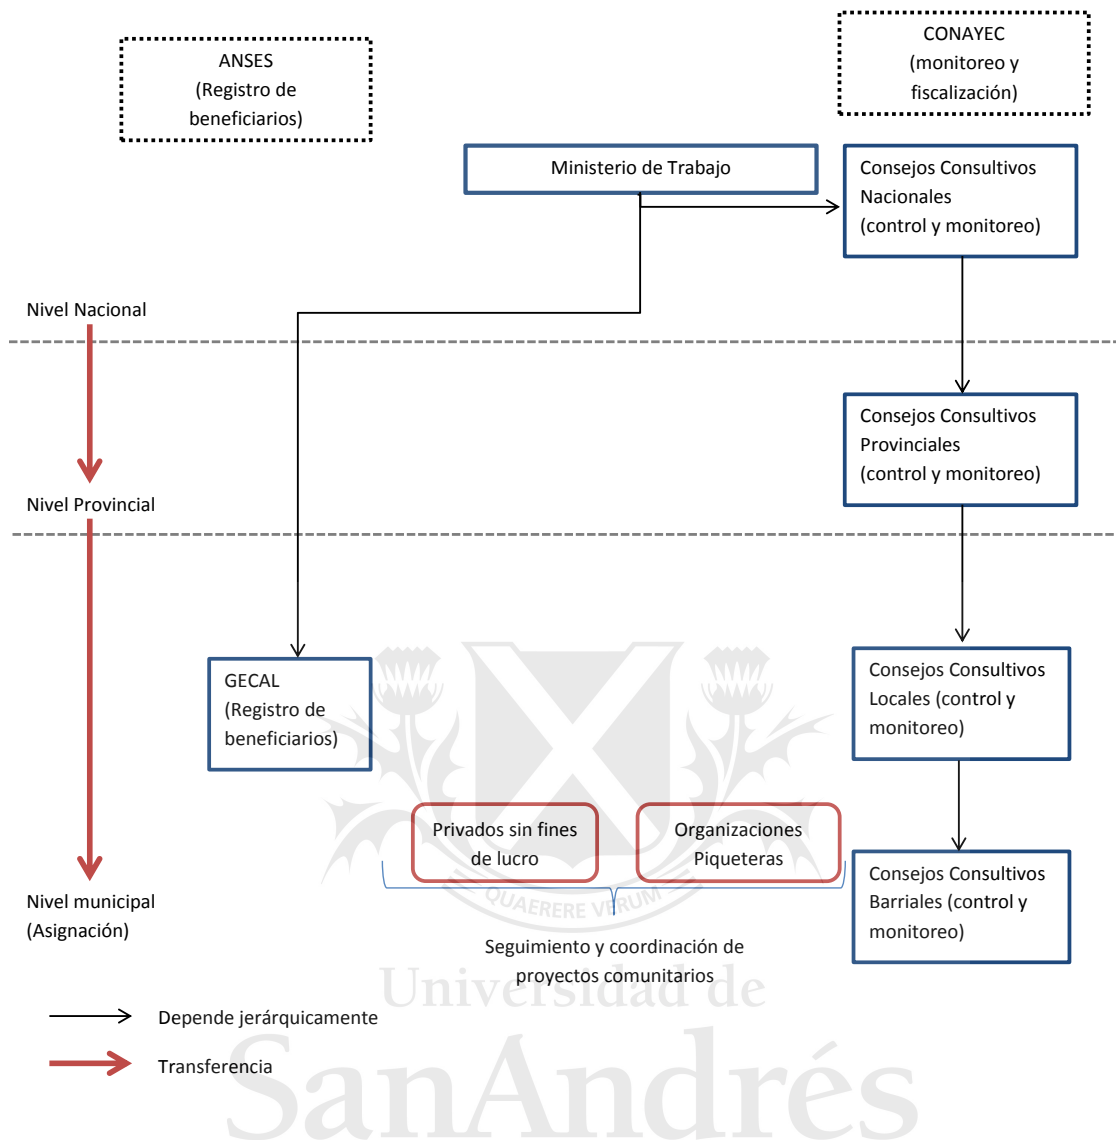 ANSES
(Registro de
beneficiarios)
CONAYEC
(monitoreo y
fiscalización)
Ministerio de Trabajo
Consejos Consultivos
Nacionales
(control y monitoreo)
Nivel Nacional
Consejos Consultivos
Provinciales
(control y monitoreo)
Nivel Provincial
GECAL
(Registro de
beneficiarios)
Consejos Consultivos
Locales (control y
monitoreo)
Privados sin fines
de lucro
Organizaciones
Piqueteras
Consejos Consultivos
Barriales (control y
monitoreo)
Nivel municipal
(Asignación)
QUAERERE VERUM
Seguimiento y coordinación de
proyectos comunitarios
Universidad de
SanAndrés
Depende jerárquicamente
Transferencia